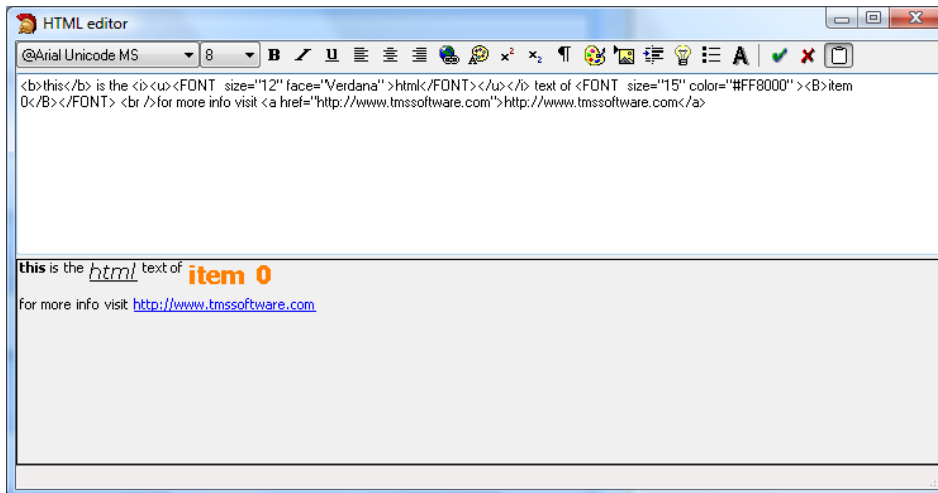 HTML editor
@Arial Unicode MS 8 B I u x² x₂ ¶ A
<b>this</b> is the <i><u><FONT  size="12" face="Verdana" >html</FONT></u></i> text of <FONT  size="15" color="#FF8000" ><B>item
0</B></FONT> <br />for more info visit <a href="http://www.tmssoftware.com">http://www.tmssoftware.com</a>
this is the html text of item 0
for more info visit http://www.tmssoftware.com